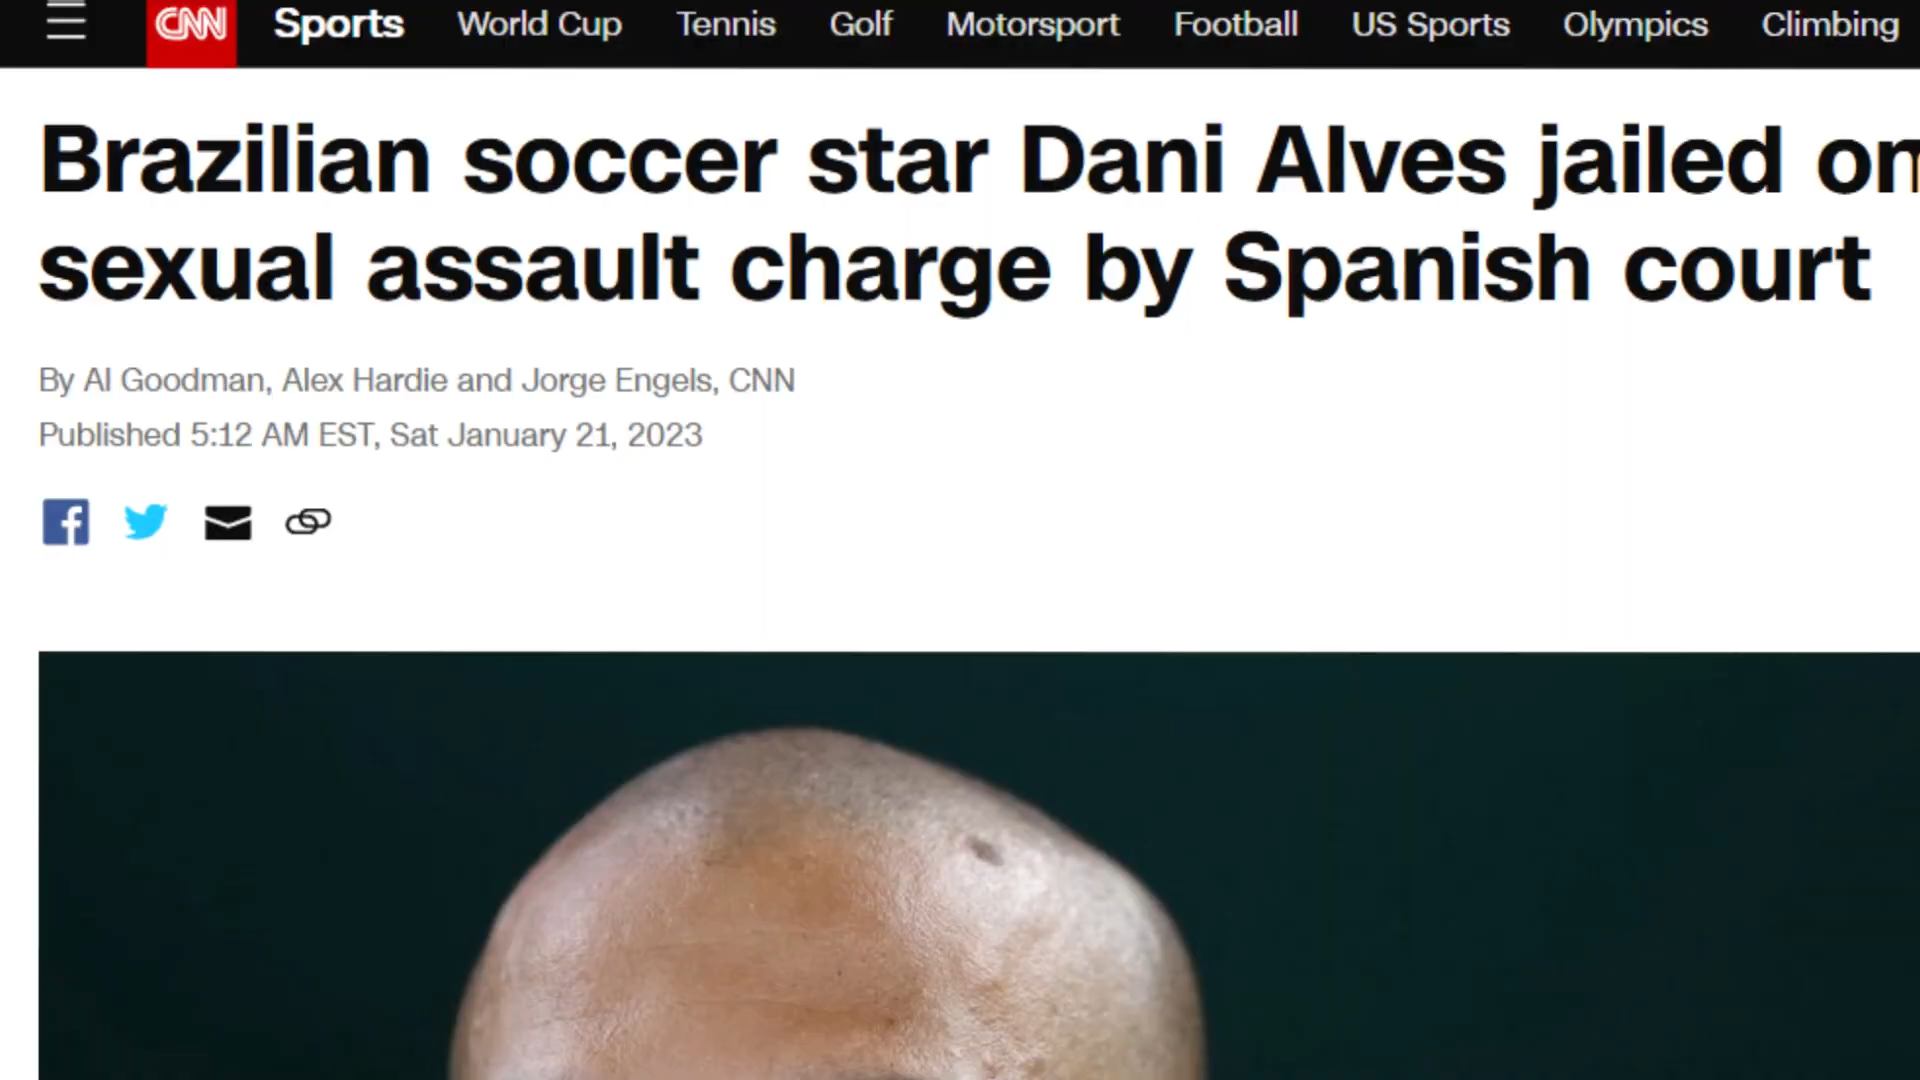 CNN Sports World Cup Tennis Golf Motorsport Football US Sports Olympics Climbing
Brazilian soccer star Dani Alves jailed on
sexual assault charge by Spanish court
By Al Goodman, Alex Hardie and Jorge Engels, CNN
Published 5:12 AM EST, Sat January 21, 2023